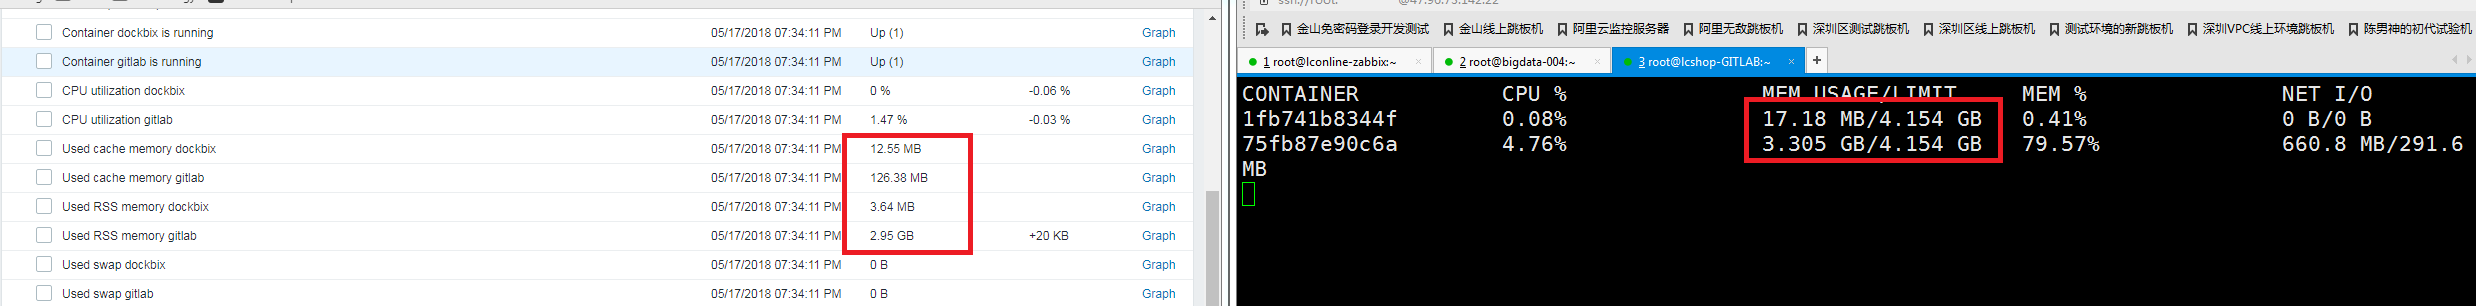 Container dockbix is running 05/17/2018 07:34:11 PM Up (1) Graph
Container gitlab is running 05/17/2018 07:34:11 PM Up (1) Graph
CPU utilization dockbix 05/17/2018 07:34:11 PM 0 % -0.06 % Graph
CPU utilization gitlab 05/17/2018 07:34:11 PM 1.47 % -0.03 % Graph
Used cache memory dockbix 05/17/2018 07:34:11 PM 12.55 MB Graph
Used cache memory gitlab 05/17/2018 07:34:11 PM 126.38 MB Graph
Used RSS memory dockbix 05/17/2018 07:34:11 PM 3.64 MB Graph
Used RSS memory gitlab 05/17/2018 07:34:11 PM 2.95 GB +20 KB Graph
Used swap dockbix 05/17/2018 07:34:11 PM 0 B Graph
Used swap gitlab 05/17/2018 07:34:11 PM 0 B Graph
金山免密码登录开发测试 金山线上跳板机 阿里云监控服务器 阿里无敌跳板机 深圳区测试跳板机 深圳区线上跳板机 测试环境的新跳板机 深圳VPC线上环境跳板机 陈男神的初代试验机
1 root@lconline-zabbix:~ × 2 root@bigdata-004:~ × 3 root@lcshop-GITLAB:~ × +
CONTAINER CPU % MEM USAGE/LIMIT MEM % NET I/O
1fb741b8344f 0.08% 17.18 MB/4.154 GB 0.41% 0 B/0 B
75fb87e90c6a 4.76% 3.305 GB/4.154 GB 79.57% 660.8 MB/291.6
MB